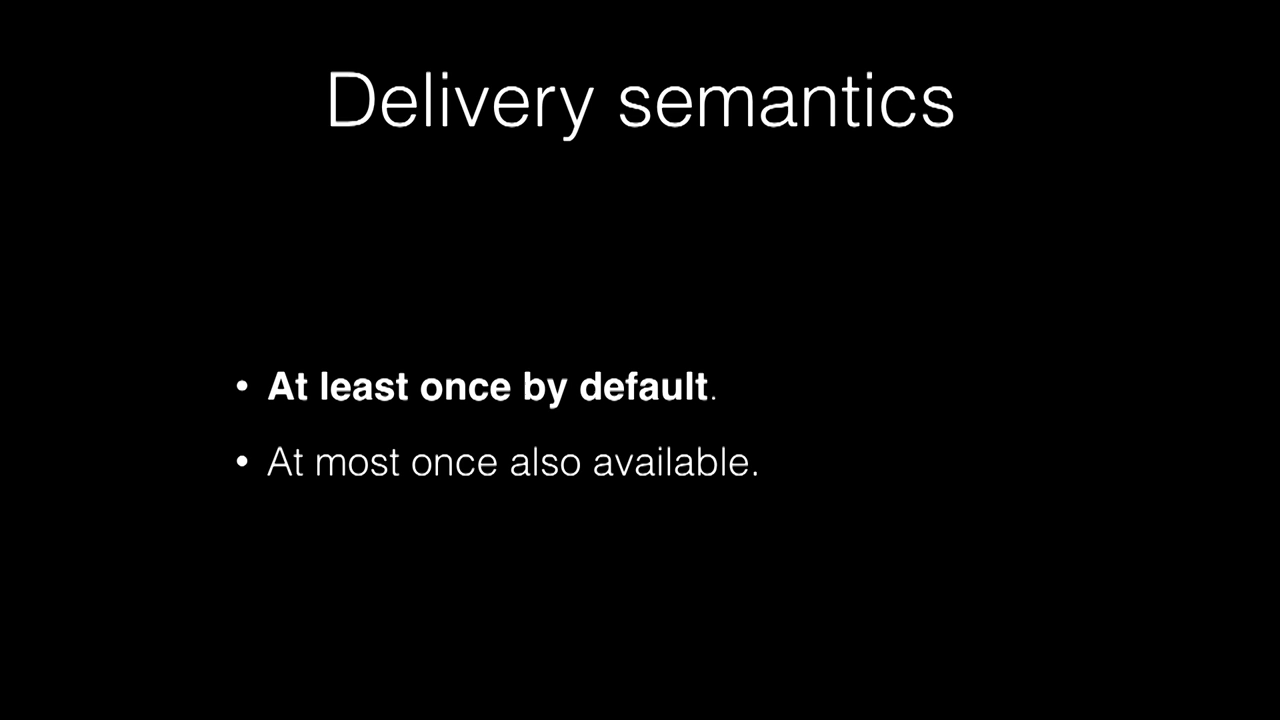 Delivery semantics
• At least once by default.
• At most once also available.